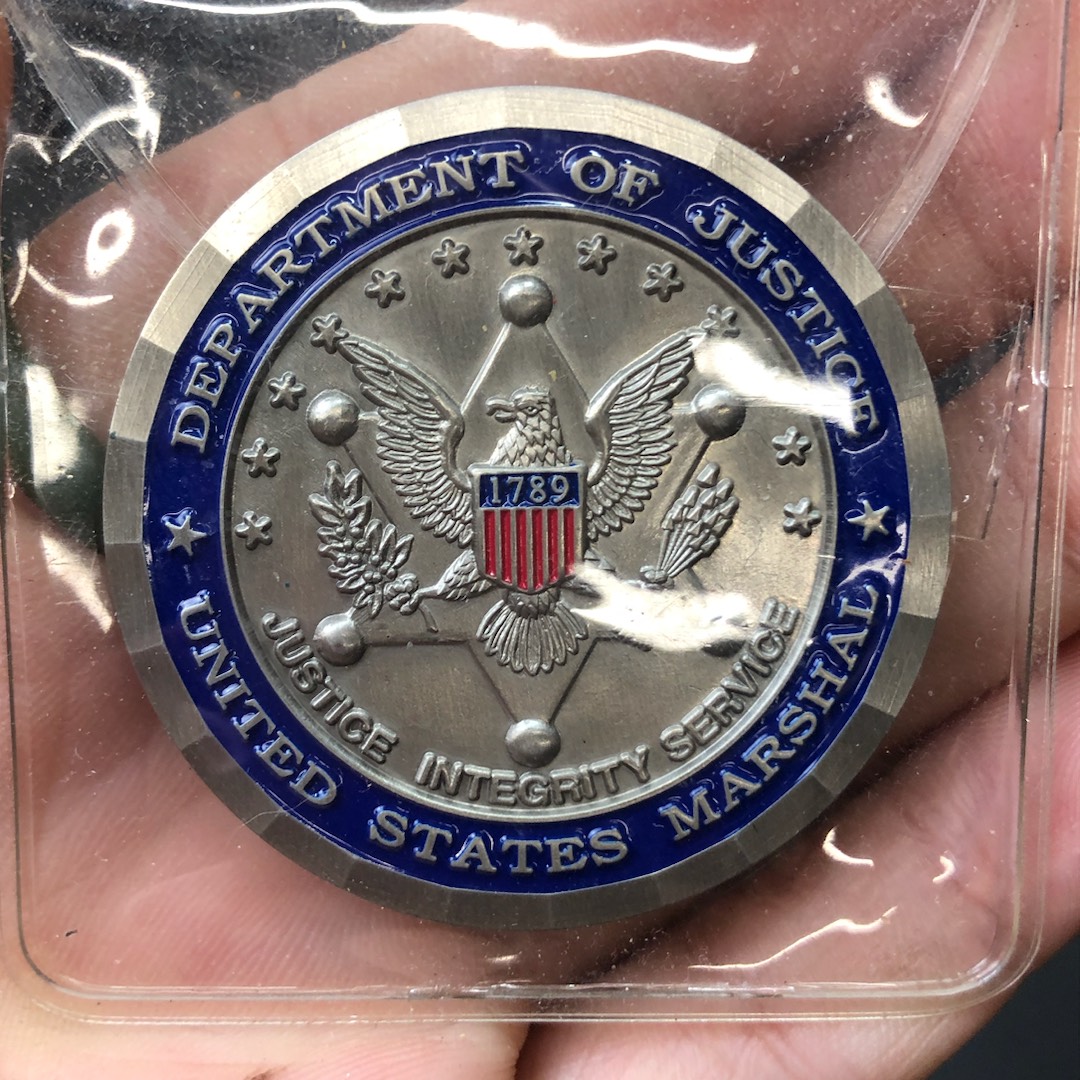 DEPARTMENT OF JUSTICE
1789
JUSTICE INTEGRITY SERVICE
UNITED STATES MARSHAL